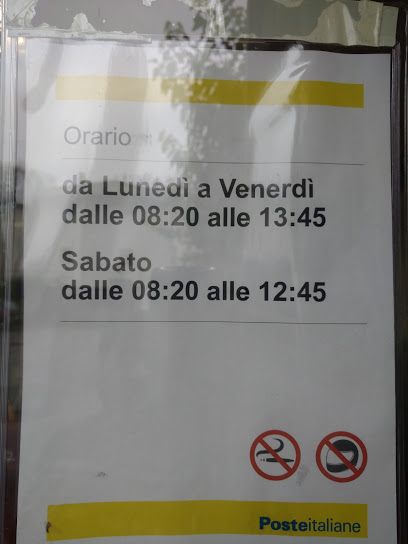 Orario
da Lunedì a Venerdì
dalle 08:20 alle 13:45
Sabato
dalle 08:20 alle 12:45
Posteitaliane